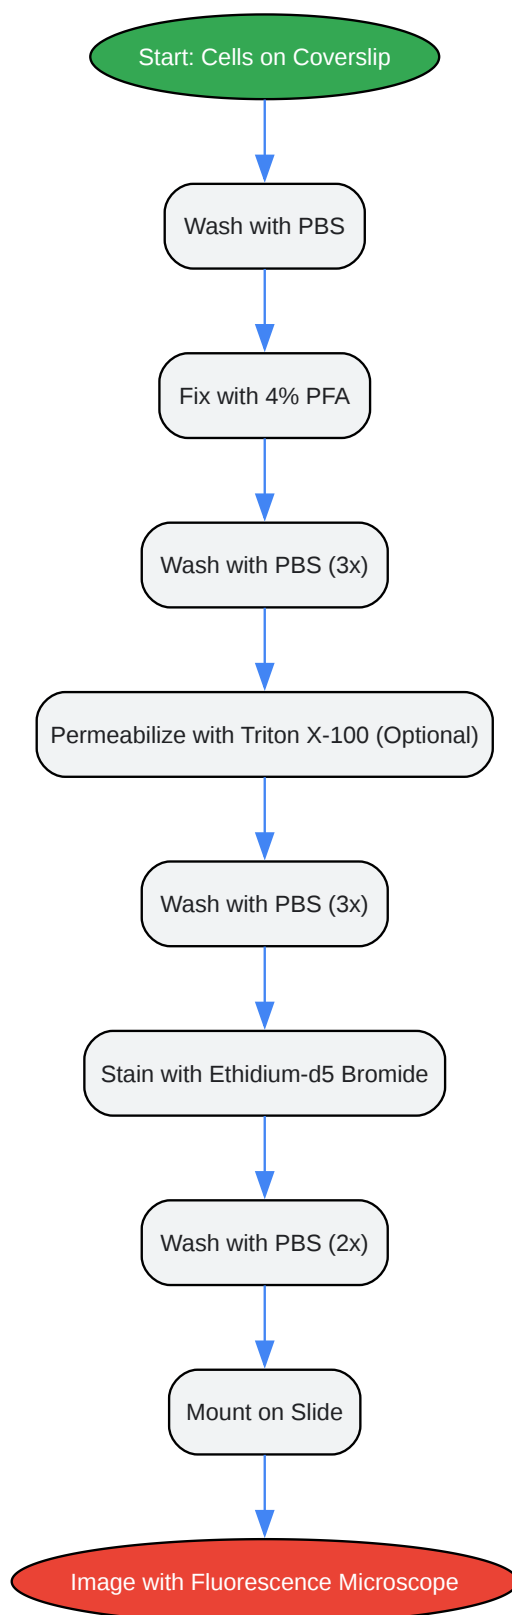 Start: Cells on Coverslip
Wash with PBS
Fix with 4% PFA
Wash with PBS (3x)
Permeabilize with Triton X-100 (Optional)
Wash with PBS (3x)
Stain with Ethidium-d5 Bromide
Wash with PBS (2x)
Mount on Slide
Image with Fluorescence Microscope